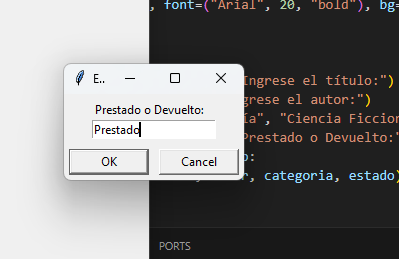 , font=("Arial", 20, "bold"), bg=
E..
Prestado o Devuelto:
Prestado
OK
Cancel
Ingrese el título:")
grese el autor:")
ía", "Ciencia Ficcion
Prestado o Devuelto:"
o:
r, categoria, estado)
PORTS